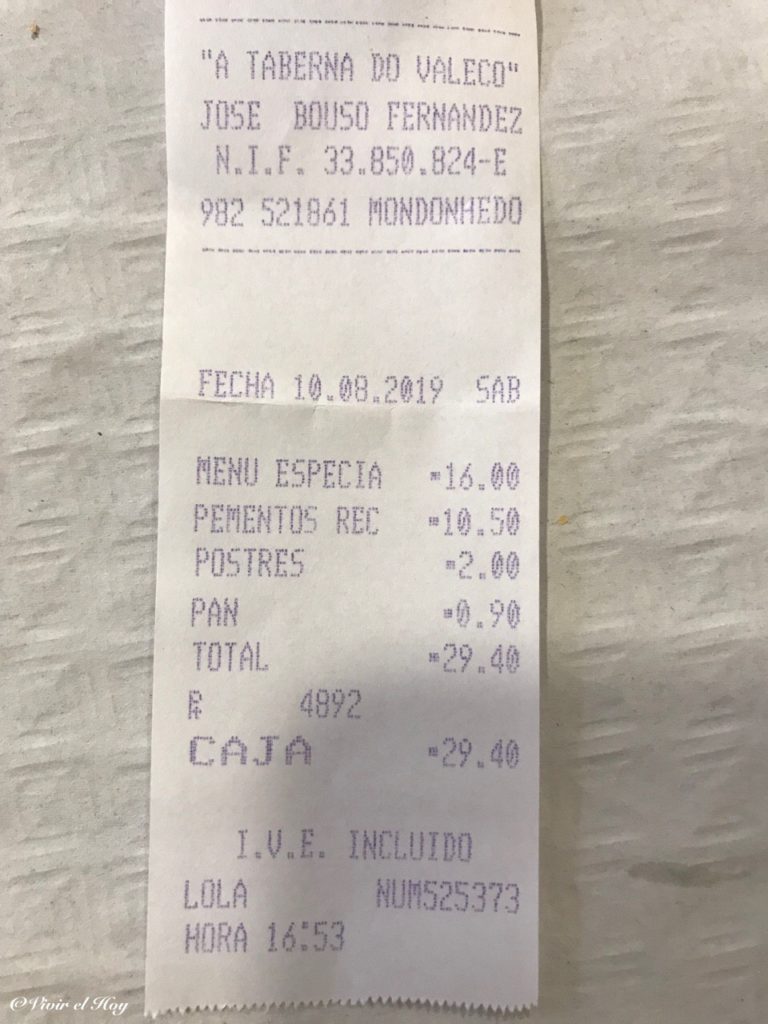 "A TABERNA DO VALECO"
JOSE BOUSO FERNANDEZ
N.I.F. 33.850.824-E
982 521861 MONDONHEDO
FECHA 10.08.2019 SAB
MENU ESPECIA 16.00
PEMENTOS REC 10.50
POSTRES 2.00
PAN 0.90
TOTAL 29.40
4892
CAJA 29.40
I.V.E. INCLUIDO
LOLA NUM525373
HORA 16:53
©Vivir el Hoy